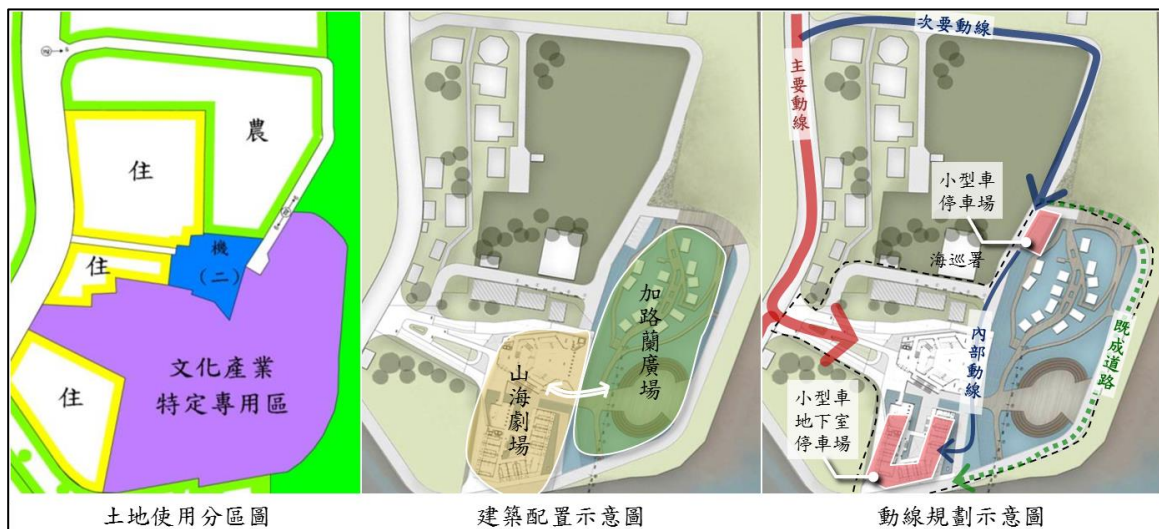 農
住
住
機
(二)
文化產業
特定專用區
住
土地使用分區圖
加路蘭廣場
山海劇場
建築配置示意圖
次要動線
主要動線
小型車
停車場
海巡署
既成道路
內部動線
小型車
地下室
停車場
動線規劃示意圖